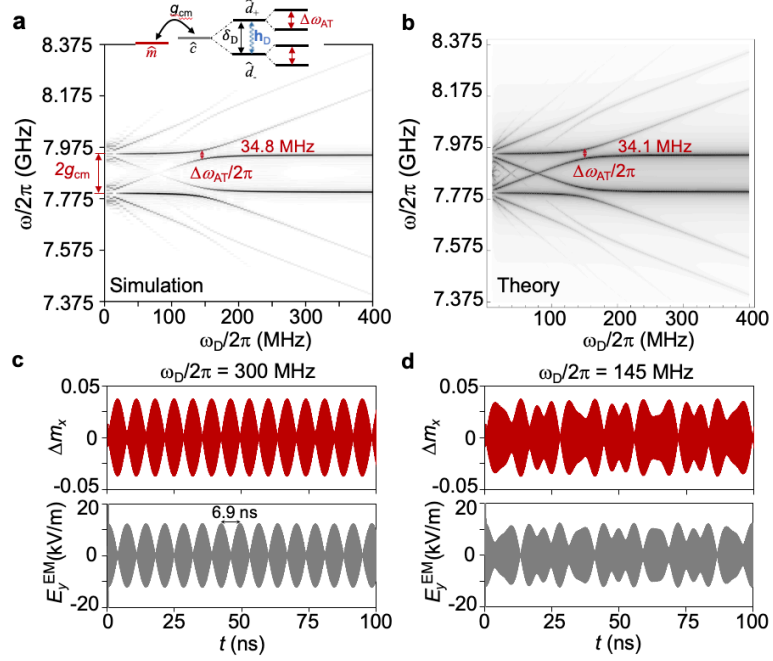 a
g_cm
m̂
ĉ
δ_D
h_D
d̂_+
d̂_-
Δω_AT
8.375
8.175
7.975
7.775
7.575
7.375
ω/2π (GHz)
2g_cm
34.8 MHz
Δω_AT/2π
Simulation
0 100 200 300 400
ω_D/2π (MHz)
b
8.375
8.175
7.975
7.775
7.575
7.375
ω/2π (GHz)
34.1 MHz
Δω_AT/2π
Theory
100 200 300 400
ω_D/2π (MHz)
c
ω_D/2π = 300 MHz
0.05
0
-0.05
Δm_x
20
0
-20
E_y^EM(kV/m)
6.9 ns
0 25 50 75 100
t (ns)
d
ω_D/2π = 145 MHz
0.05
0
-0.05
Δm_x
20
0
-20
E_y^EM(kV/m)
0 25 50 75 100
t (ns)